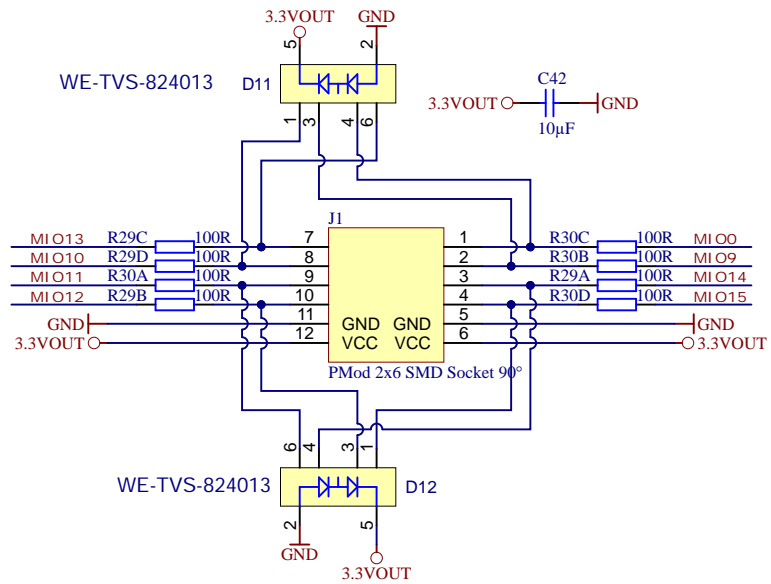 3.3VOUT GND
5 2
WE-TVS-824013 D11
1 3 4 6
C42
3.3VOUT GND
10µF
J1
MIO13 R29C 100R 7 1 R30C 100R MIO0
MIO10 R29D 100R 8 2 R30B 100R MIO9
MIO11 R30A 100R 9 3 R29A 100R MIO14
MIO12 R29B 100R 10 4 R30D 100R MIO15
GND 11 GND GND 5 GND
3.3VOUT 12 VCC VCC 6 3.3VOUT
PMod 2x6 SMD Socket 90°
6 4 3 1
WE-TVS-824013 D12
2 5
GND
3.3VOUT